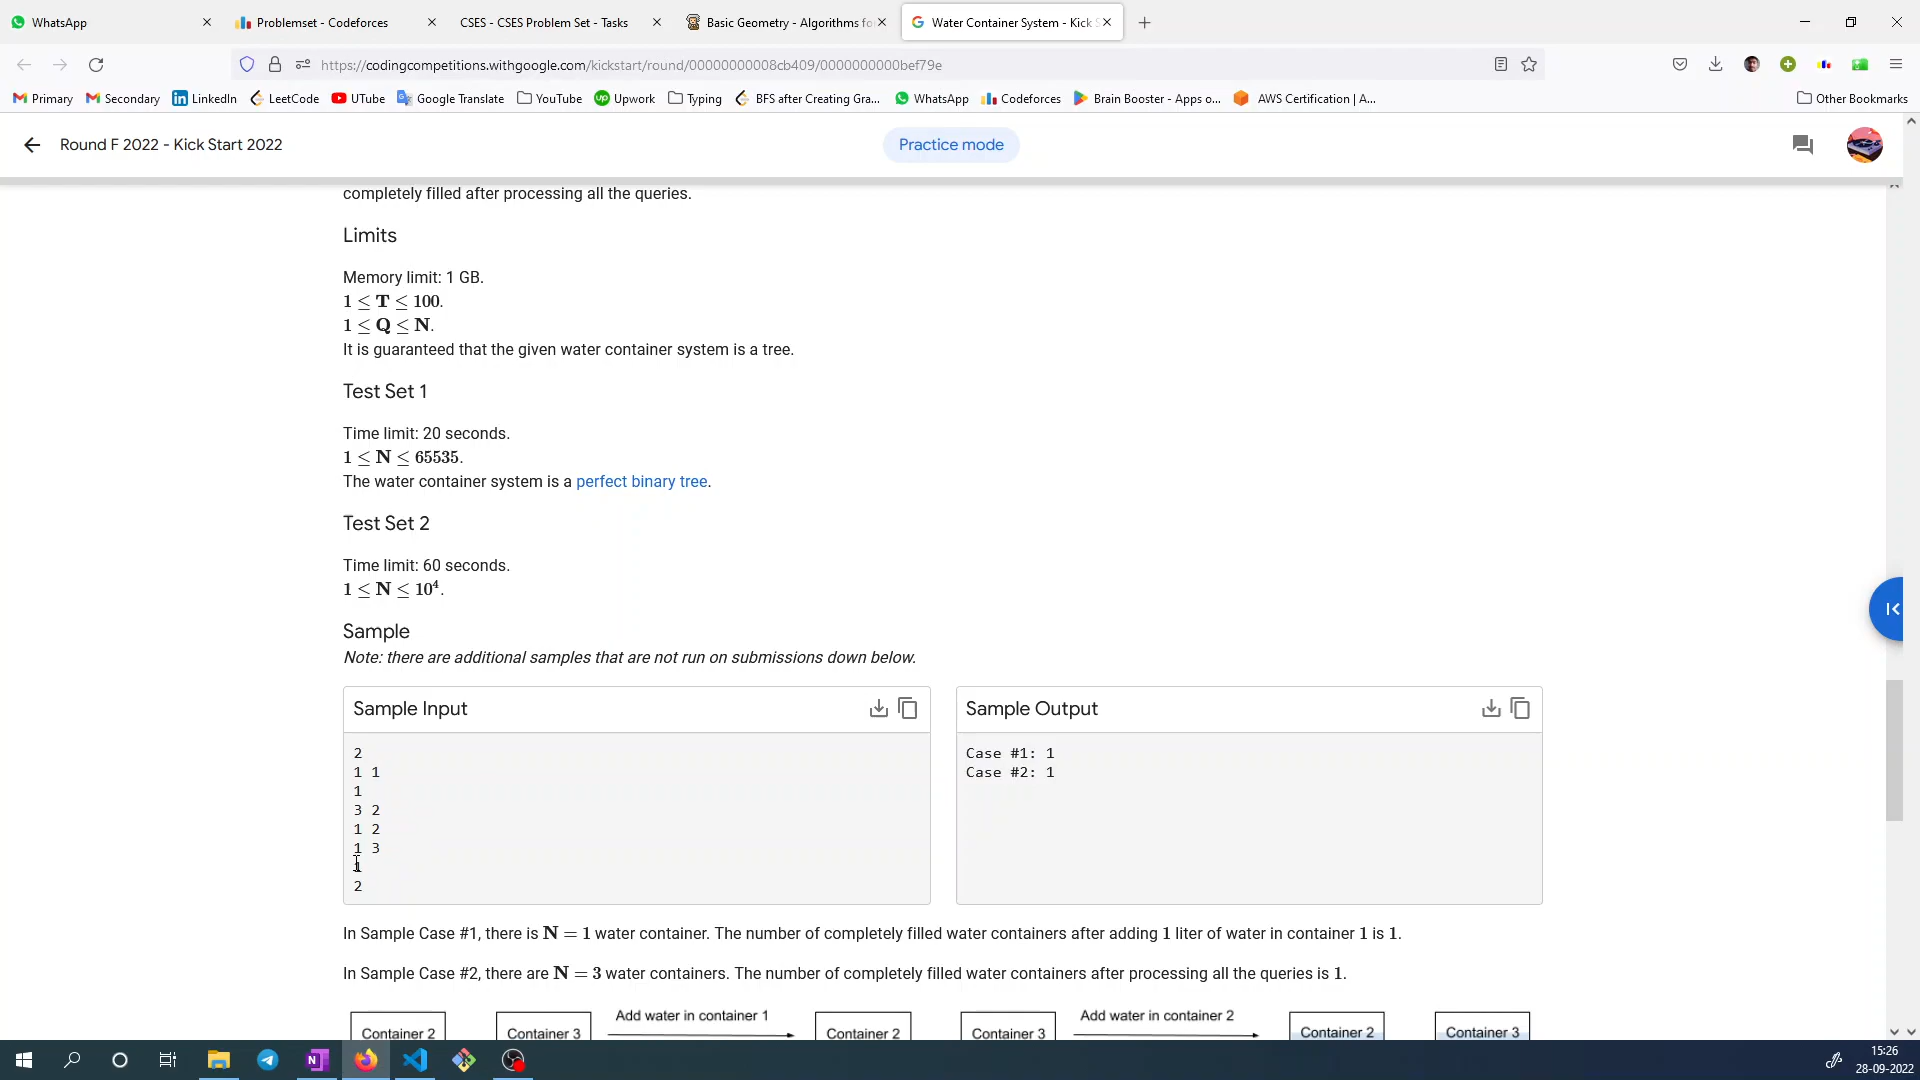 WhatsApp
Problemset - Codeforces
CSES - CSES Problem Set - Tasks
Basic Geometry - Algorithms fo
Water Container System - Kick S
https://codingcompetitions.withgoogle.com/kickstart/round/00000000008cb409/0000000000bef79e
Primary
Secondary
LinkedIn
LeetCode
UTube
Google Translate
YouTube
Upwork
Typing
BFS after Creating Gra...
WhatsApp
Codeforces
Brain Booster - Apps o...
AWS Certification | A...
Other Bookmarks
Round F 2022 - Kick Start 2022
Practice mode
completely filled after processing all the queries.
Limits
Memory limit: 1 GB.
1 ≤ T ≤ 100.
1 ≤ Q ≤ N.
It is guaranteed that the given water container system is a tree.
Test Set 1
Time limit: 20 seconds.
1 ≤ N ≤ 65535.
The water container system is a perfect binary tree.
Test Set 2
Time limit: 60 seconds.
1 ≤ N ≤ 10⁴.
Sample
Note: there are additional samples that are not run on submissions down below.
Sample Input
2
1 1
1
3 2
1 2
1 3
1
2
Sample Output
Case #1: 1
Case #2: 1
In Sample Case #1, there is N = 1 water container. The number of completely filled water containers after adding 1 liter of water in container 1 is 1.
In Sample Case #2, there are N = 3 water containers. The number of completely filled water containers after processing all the queries is 1.
Container 2
Container 3
Add water in container 1
Container 2
Container 3
Add water in container 2
Container 2
Container 3
15:26
28-09-2022